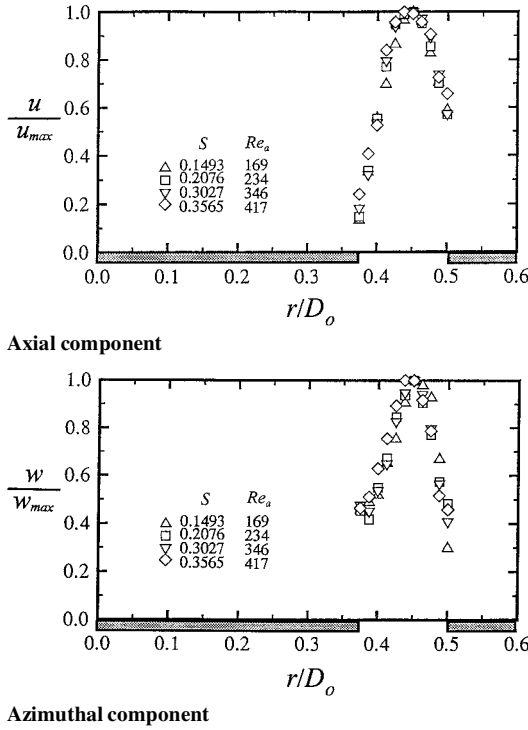 1.0
0.8
u
0.6
u_max
S Re_a
0.4
△ 0.1493 169
□ 0.2076 234
▽ 0.3027 346
◇ 0.3565 417
0.2
0.0
0.0 0.1 0.2 0.3 0.4 0.5 0.6
r/D_o
Axial component
1.0
0.8
w
w_max
0.6
S Re_a
0.4
△ 0.1493 169
□ 0.2076 234
▽ 0.3027 346
◇ 0.3565 417
0.2
0.0
0.0 0.1 0.2 0.3 0.4 0.5 0.6
r/D_o
Azimuthal component